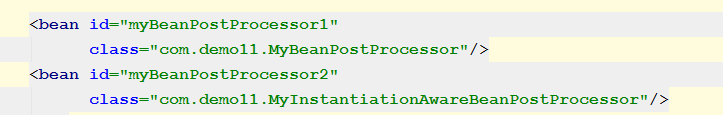 <bean id="myBeanPostProcessor1"
class="com.demo11.MyBeanPostProcessor"/>
<bean id="myBeanPostProcessor2"
class="com.demo11.MyInstantiationAwareBeanPostProcessor"/>